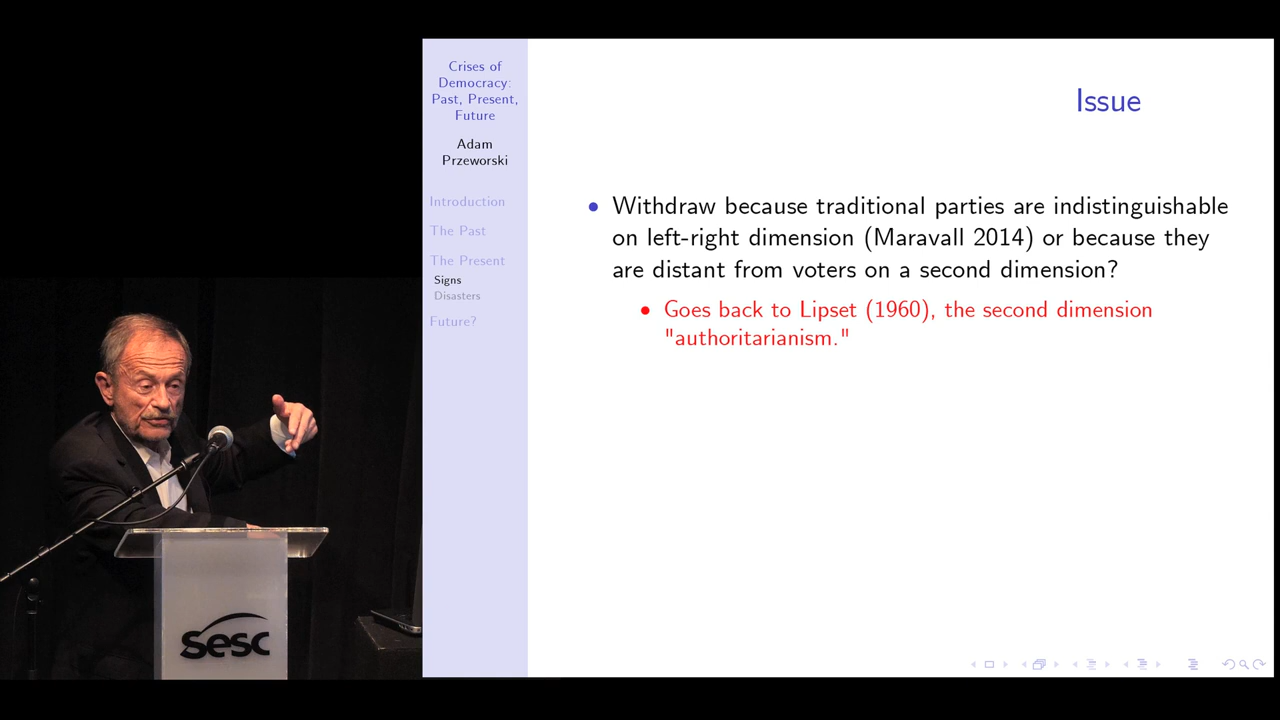 Crises of
Democracy:
Past, Present,
Future
Adam
Przeworski
Introduction
The Past
The Present
Signs
Disasters
Future?
Issue
• Withdraw because traditional parties are indistinguishable
on left-right dimension (Maravall 2014) or because they
are distant from voters on a second dimension?
• Goes back to Lipset (1960), the second dimension
"authoritarianism."
sesc